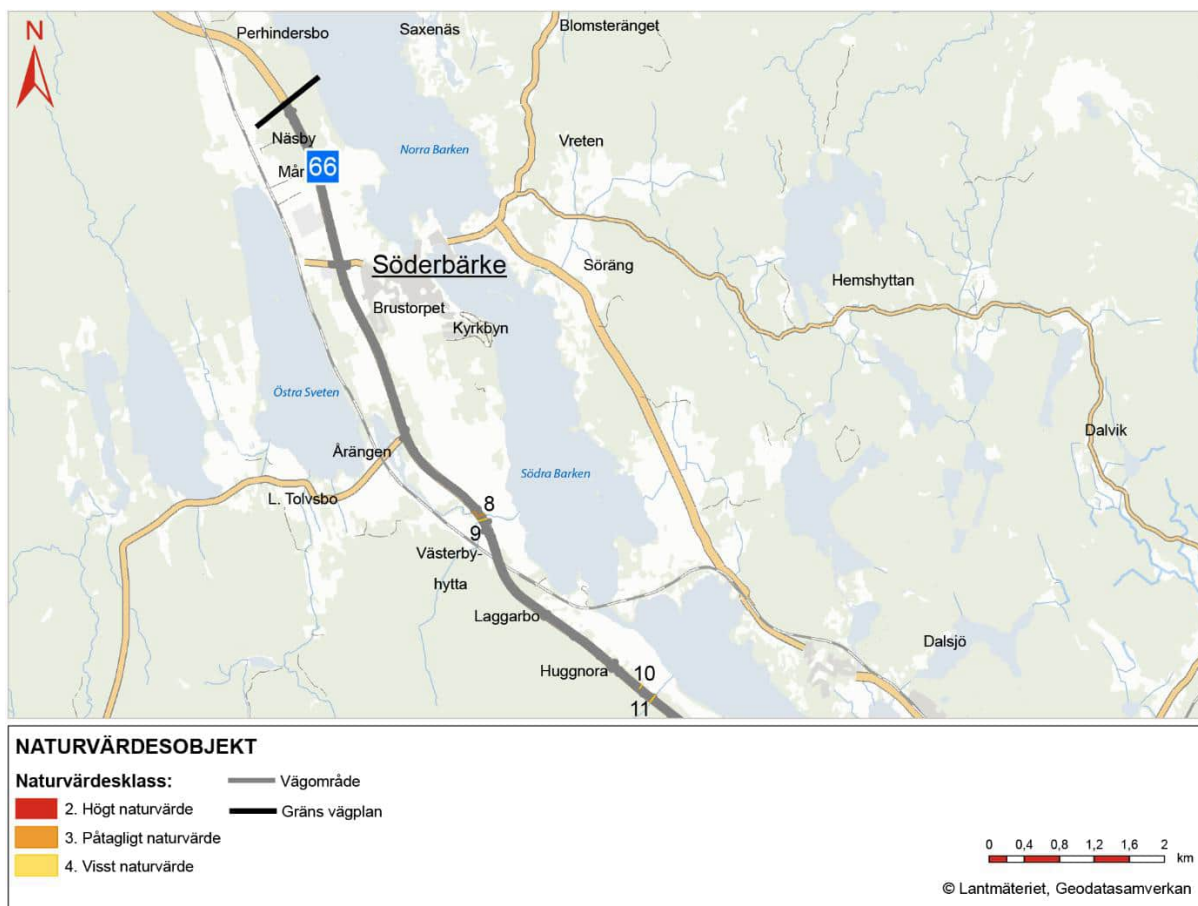 N
Perhindersbo
Saxenäs
Blomsteränget
Näsby
Norra Barken
Vreten
Mår
66
Söderbärke
Söräng
Hemshyttan
Brustorpet
Kyrkbyn
Östra Sveten
Dalvik
Årängen
Södra Barken
L. Tolvsbo
8
9
Västerby-
hytta
Laggarbo
Dalsjö
Huggnora
10
11
NATURVÄRDESOBJEKT
Naturvärdesklass:
2. Högt naturvärde
3. Påtagligt naturvärde
4. Visst naturvärde
Vägområde
Gräns vägplan
0 0,4 0,8 1,2 1,6 2
km
© Lantmäteriet, Geodatasamverkan